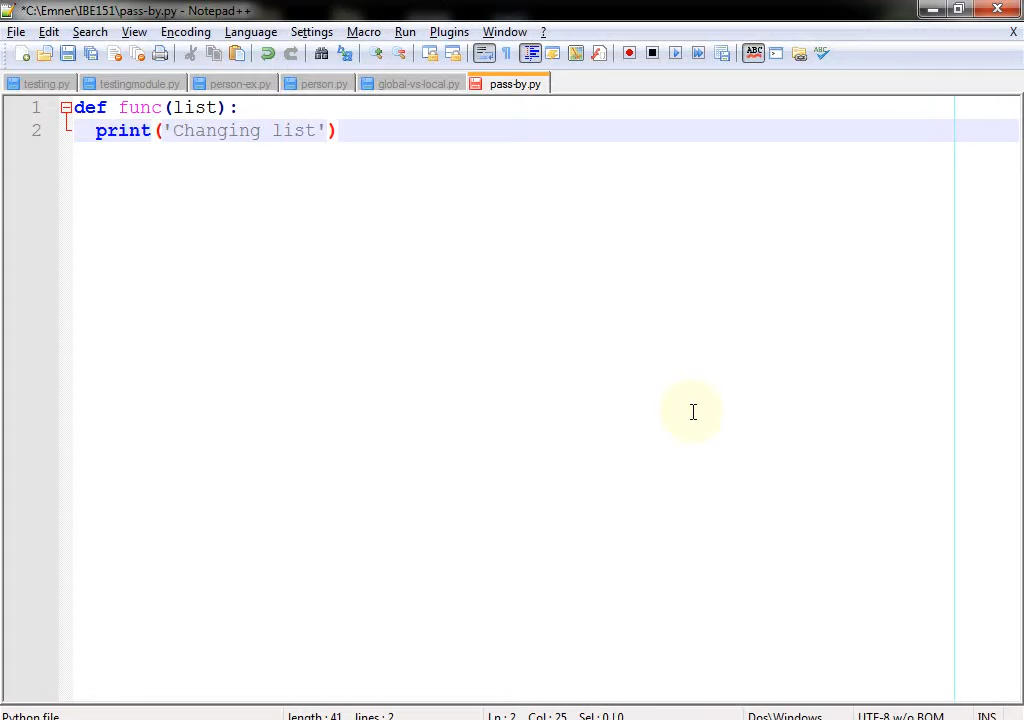 *C:\Emner\IBE151\pass-by.py - Notepad++
File Edit Search View Encoding Language Settings Macro Run Plugins Window ? X
testing.py testingmodule.py person-ex.py person.py global-vs-local.py pass-by.py
1 def func(list):
2 print('Changing list')
Python file length : 41 lines : 2 Ln : 2 Col : 25 Sel : 0 | 0 Dos\Windows UTF-8 w/o BOM INS